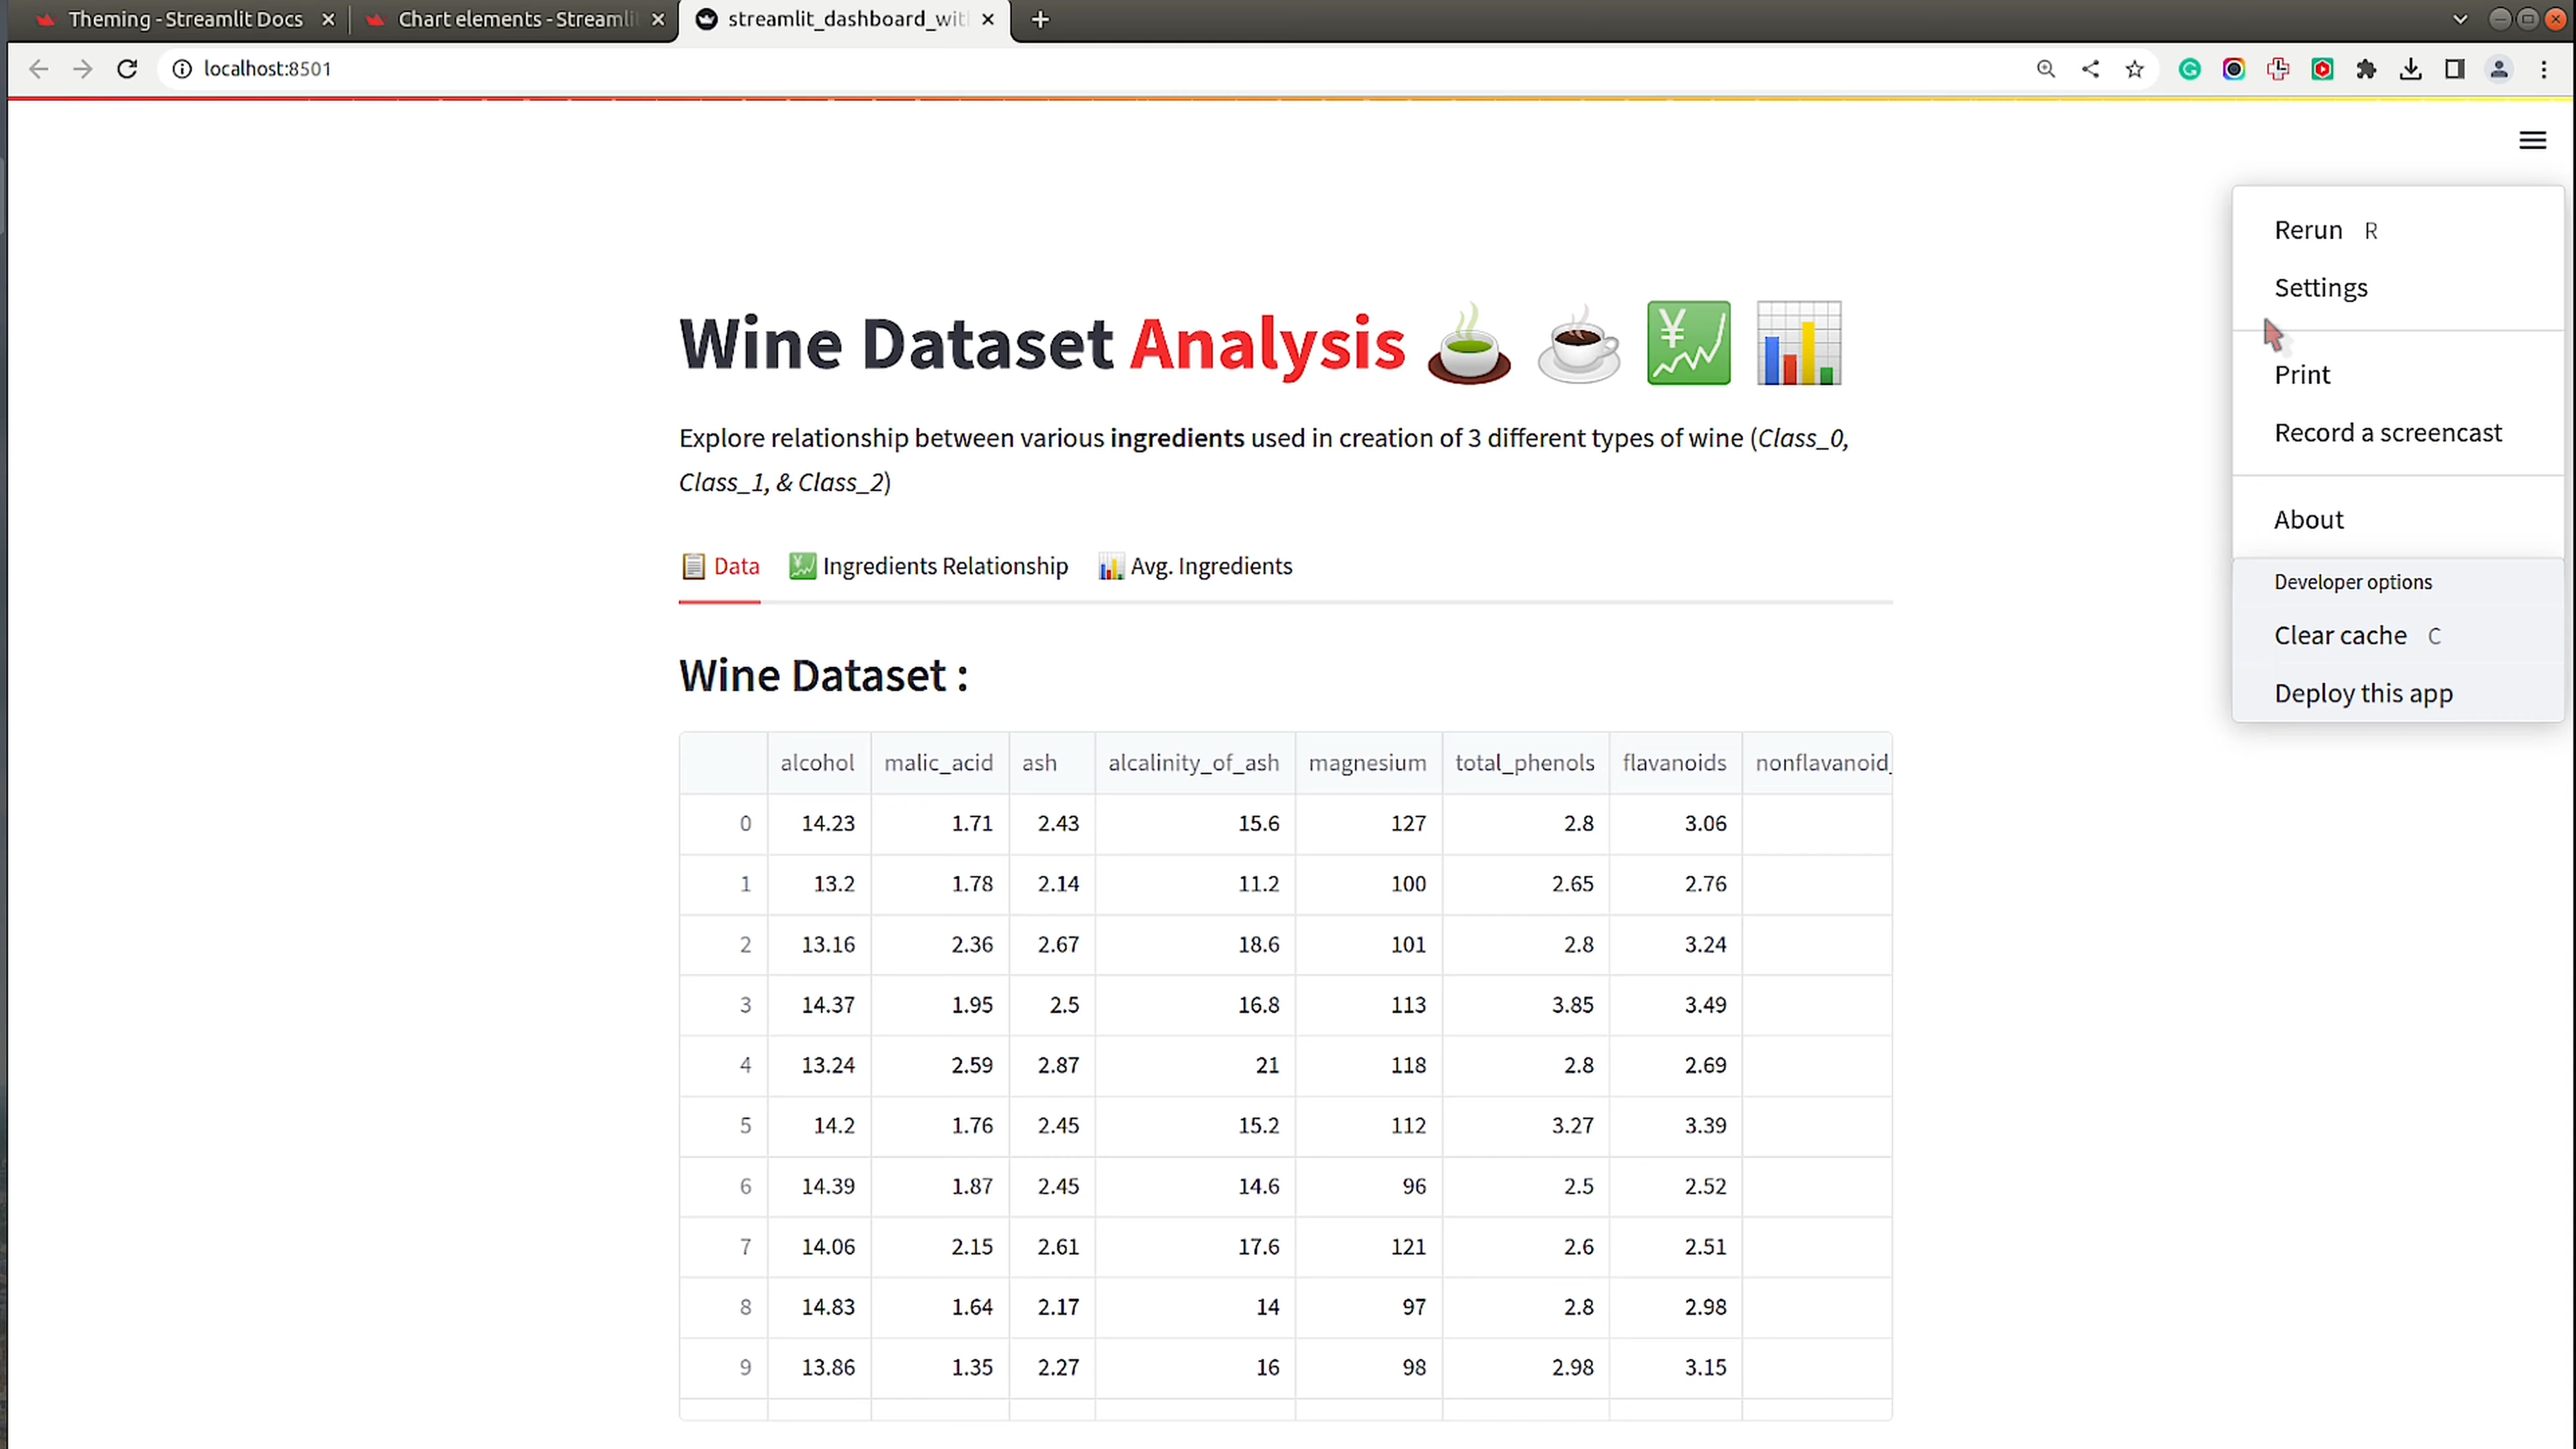 Theming - Streamlit Docs
Chart elements - Streamlit
streamlit_dashboard_wit
localhost:8501
Rerun R
Settings
Print
Record a screencast
About
Developer options
Clear cache C
Deploy this app
Wine Dataset Analysis
Explore relationship between various ingredients used in creation of 3 different types of wine (Class_0,
Class_1, & Class_2)
Data Ingredients Relationship Avg. Ingredients
Wine Dataset :
alcohol malic_acid ash alcalinity_of_ash magnesium total_phenols flavanoids nonflavanoid_
0 14.23 1.71 2.43 15.6 127 2.8 3.06
1 13.2 1.78 2.14 11.2 100 2.65 2.76
2 13.16 2.36 2.67 18.6 101 2.8 3.24
3 14.37 1.95 2.5 16.8 113 3.85 3.49
4 13.24 2.59 2.87 21 118 2.8 2.69
5 14.2 1.76 2.45 15.2 112 3.27 3.39
6 14.39 1.87 2.45 14.6 96 2.5 2.52
7 14.06 2.15 2.61 17.6 121 2.6 2.51
8 14.83 1.64 2.17 14 97 2.8 2.98
9 13.86 1.35 2.27 16 98 2.98 3.15